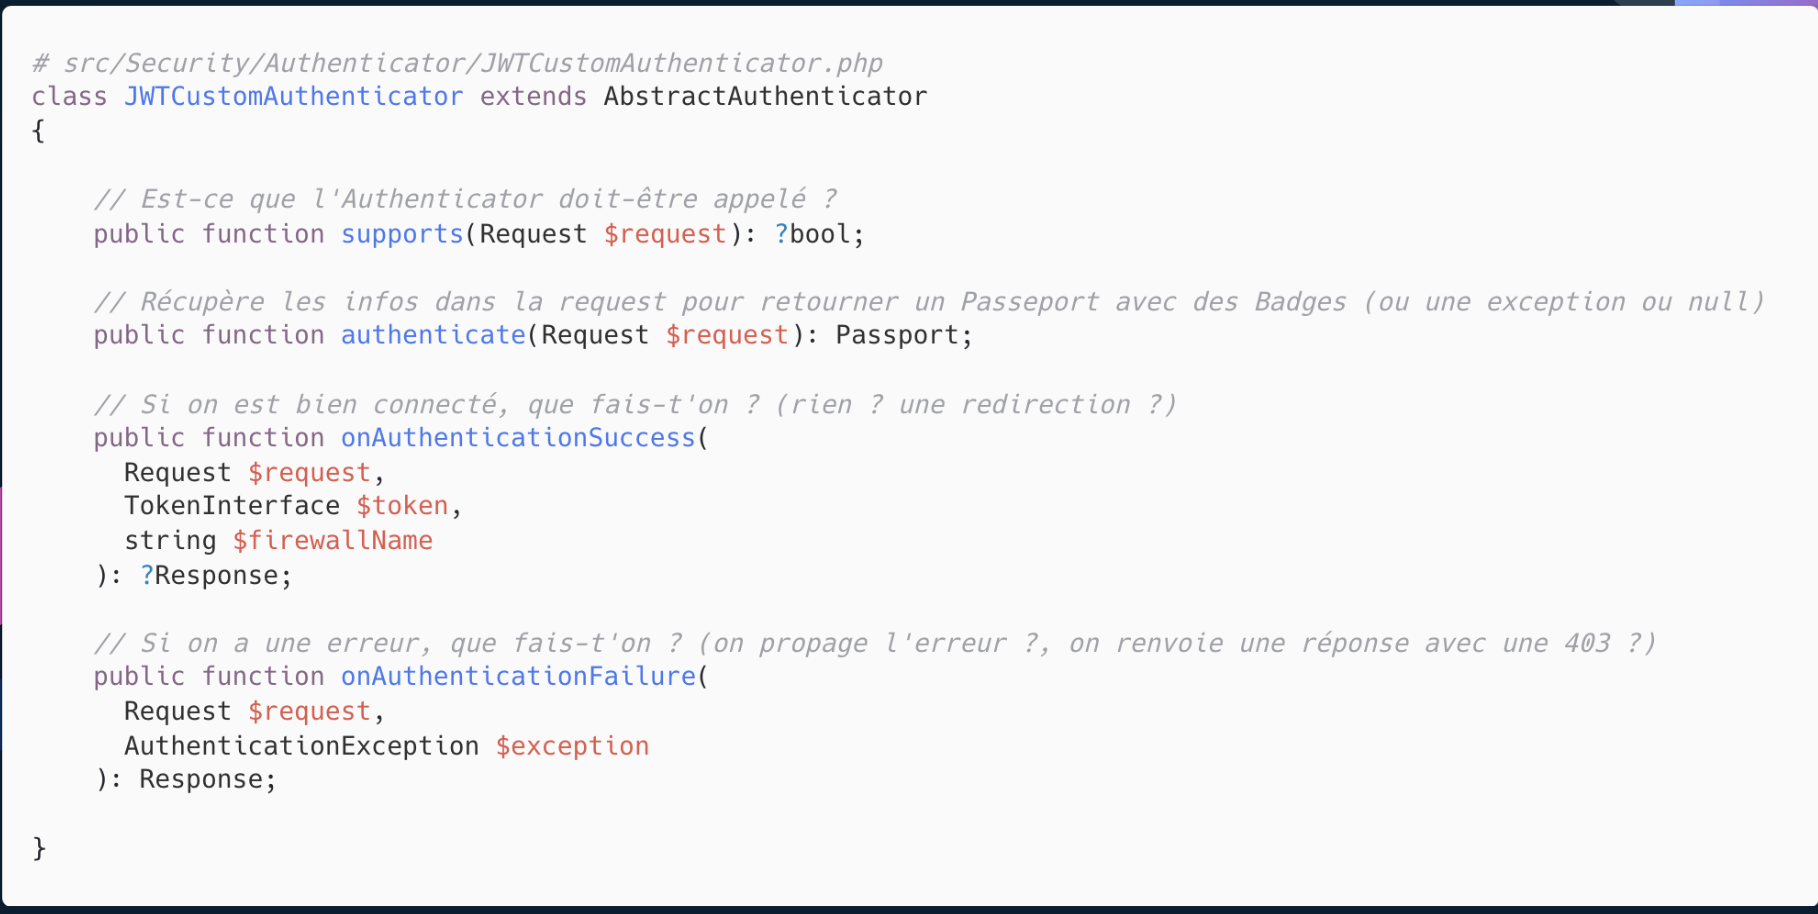 # src/Security/Authenticator/JWTCustomAuthenticator.php
class JWTCustomAuthenticator extends AbstractAuthenticator
{
// Est-ce que l'Authenticator doit-être appelé ?
public function supports(Request $request): ?bool;
// Récupère les infos dans la request pour retourner un Passeport avec des Badges (ou une exception ou null)
public function authenticate(Request $request): Passport;
// Si on est bien connecté, que fais-t'on ? (rien ? une redirection ?)
public function onAuthenticationSuccess(
Request $request,
TokenInterface $token,
string $firewallName
): ?Response;
// Si on a une erreur, que fais-t'on ? (on propage l'erreur ?, on renvoie une réponse avec une 403 ?)
public function onAuthenticationFailure(
Request $request,
AuthenticationException $exception
): Response;
}